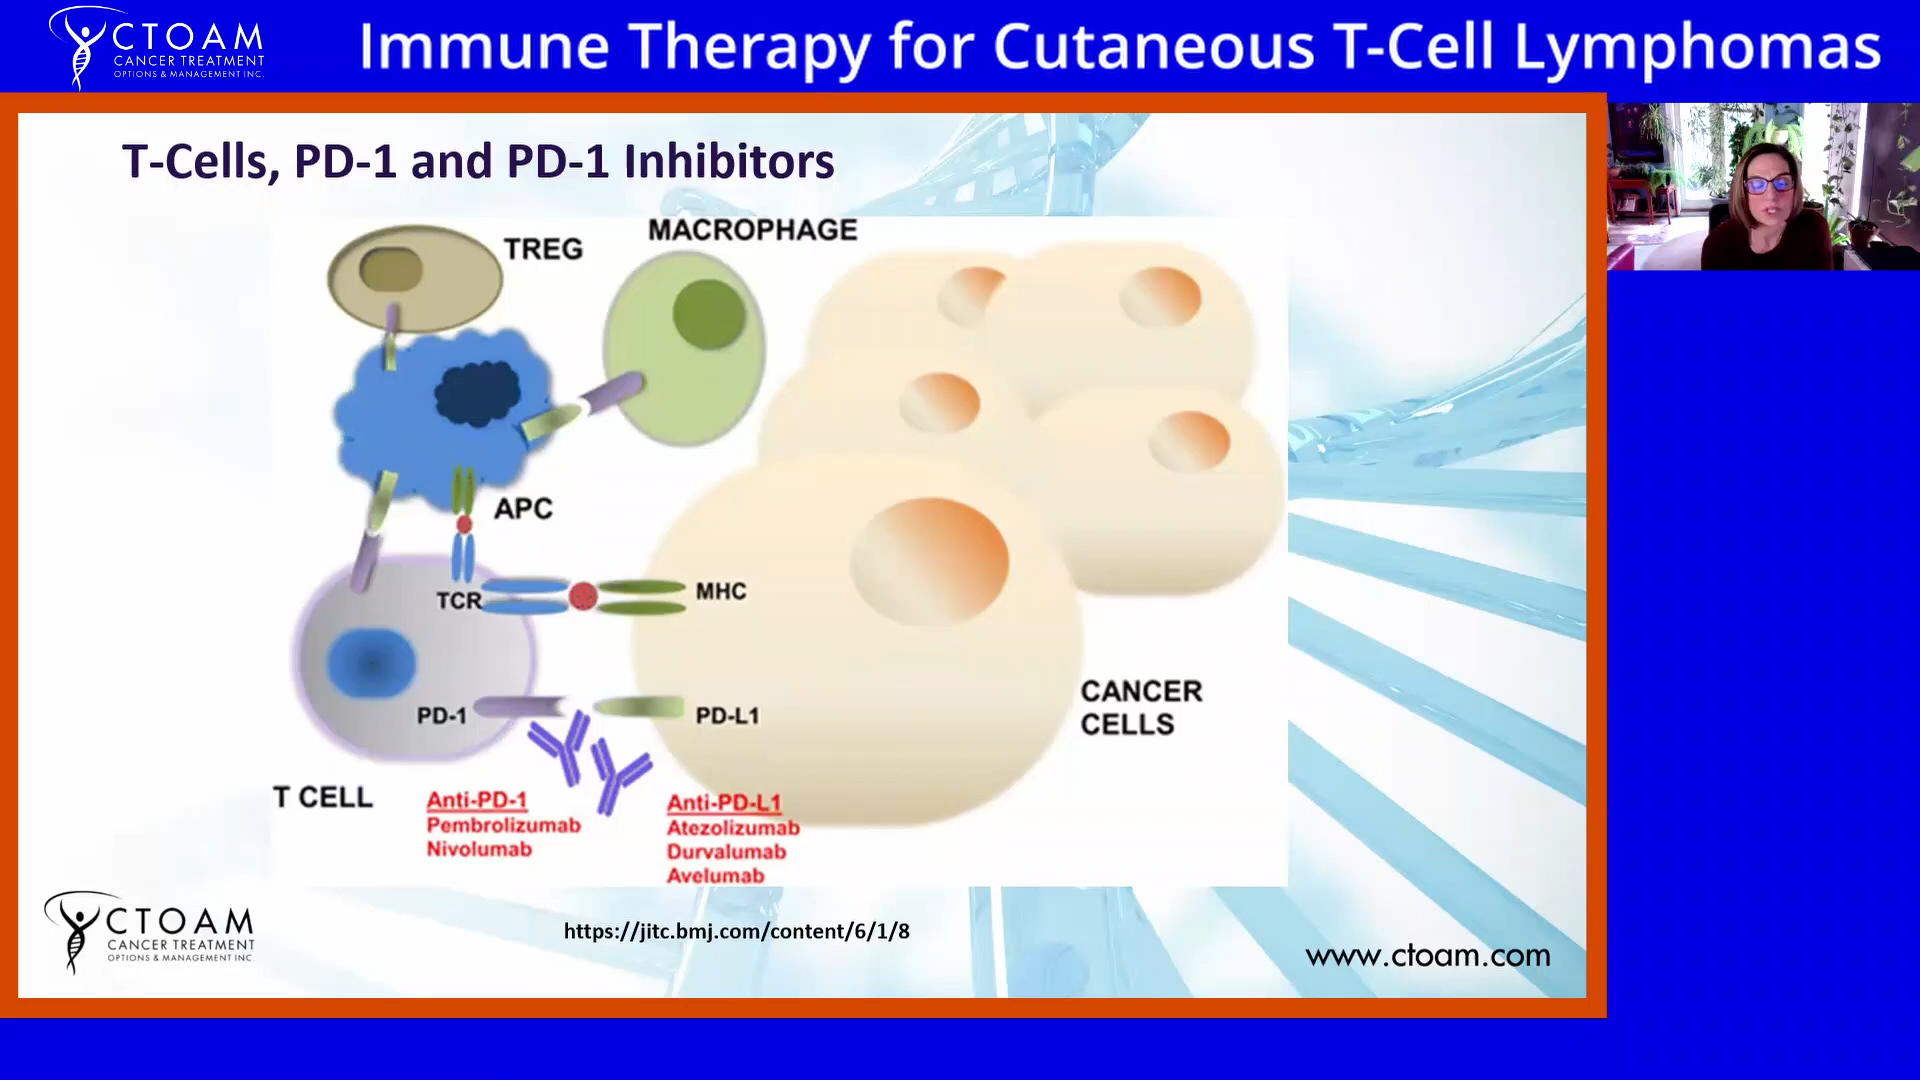 CTOAM
CANCER TREATMENT
OPTIONS & MANAGEMENT INC.
Immune Therapy for Cutaneous T-Cell Lymphomas
T-Cells, PD-1 and PD-1 Inhibitors
TREG
MACROPHAGE
APC
TCR
MHC
PD-1
PD-L1
CANCER
CELLS
T CELL
Anti-PD-1
Pembrolizumab
Nivolumab
Anti-PD-L1
Atezolizumab
Durvalumab
Avelumab
CTOAM
CANCER TREATMENT
OPTIONS & MANAGEMENT INC.
https://jitc.bmj.com/content/6/1/8
www.ctoam.com